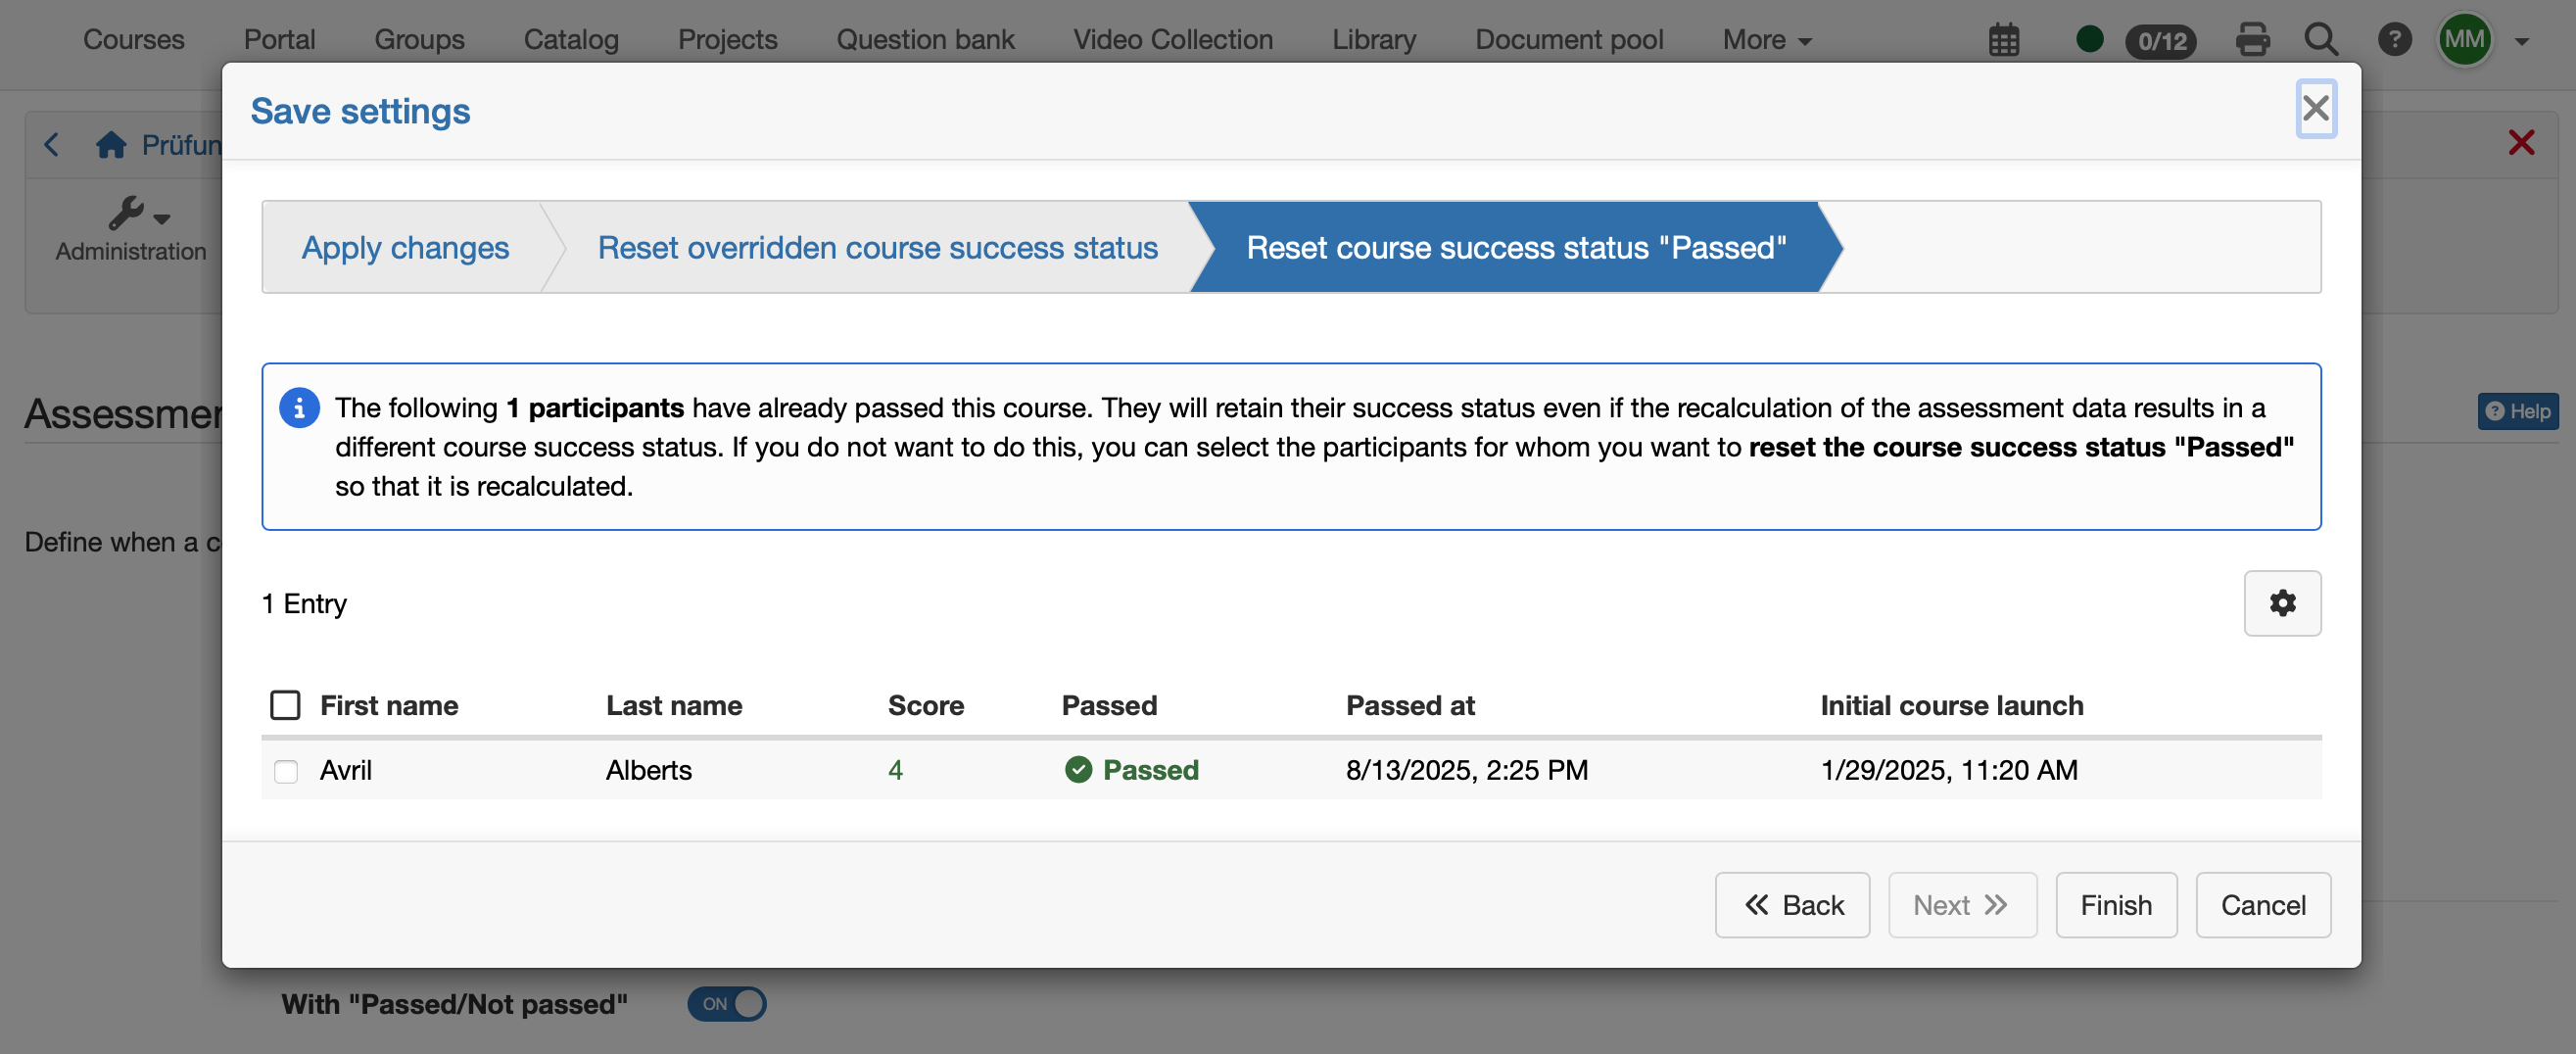 Courses Portal Groups Catalog Projects Question bank Video Collection Library Document pool More 0/12 ? MM
Save settings
Administration
Apply changes Reset overridden course success status Reset course success status "Passed"
The following 1 participants have already passed this course. They will retain their success status even if the recalculation of the assessment data results in a
different course success status. If you do not want to do this, you can select the participants for whom you want to reset the course success status "Passed"
so that it is recalculated.
? Help
Define when a
1 Entry
First name Last name Score Passed Passed at Initial course launch
Avril Alberts 4 Passed 8/13/2025, 2:25 PM 1/29/2025, 11:20 AM
Back Next Finish Cancel
With "Passed/Not passed" ON